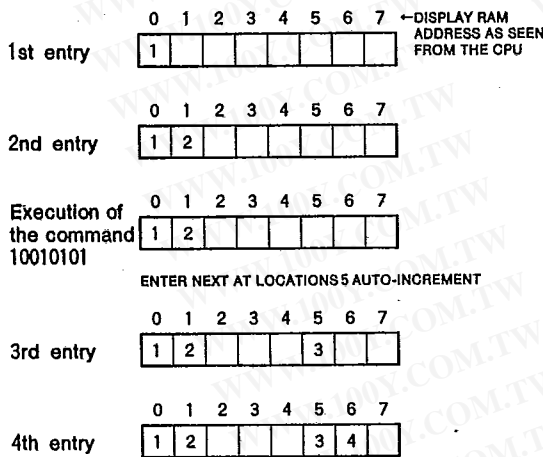 0 1 2 3 4 5 6 7 ←DISPLAY RAM
ADDRESS AS SEEN
FROM THE CPU
1st entry 1
0 1 2 3 4 5 6 7
2nd entry 1 2
0 1 2 3 4 5 6 7
Execution of
the command 1 2
10010101
ENTER NEXT AT LOCATIONS 5 AUTO-INCREMENT
0 1 2 3 4 5 6 7
3rd entry 1 2 3
0 1 2 3 4 5 6 7
4th entry 1 2 3 4
WWW.100Y.COM.TW